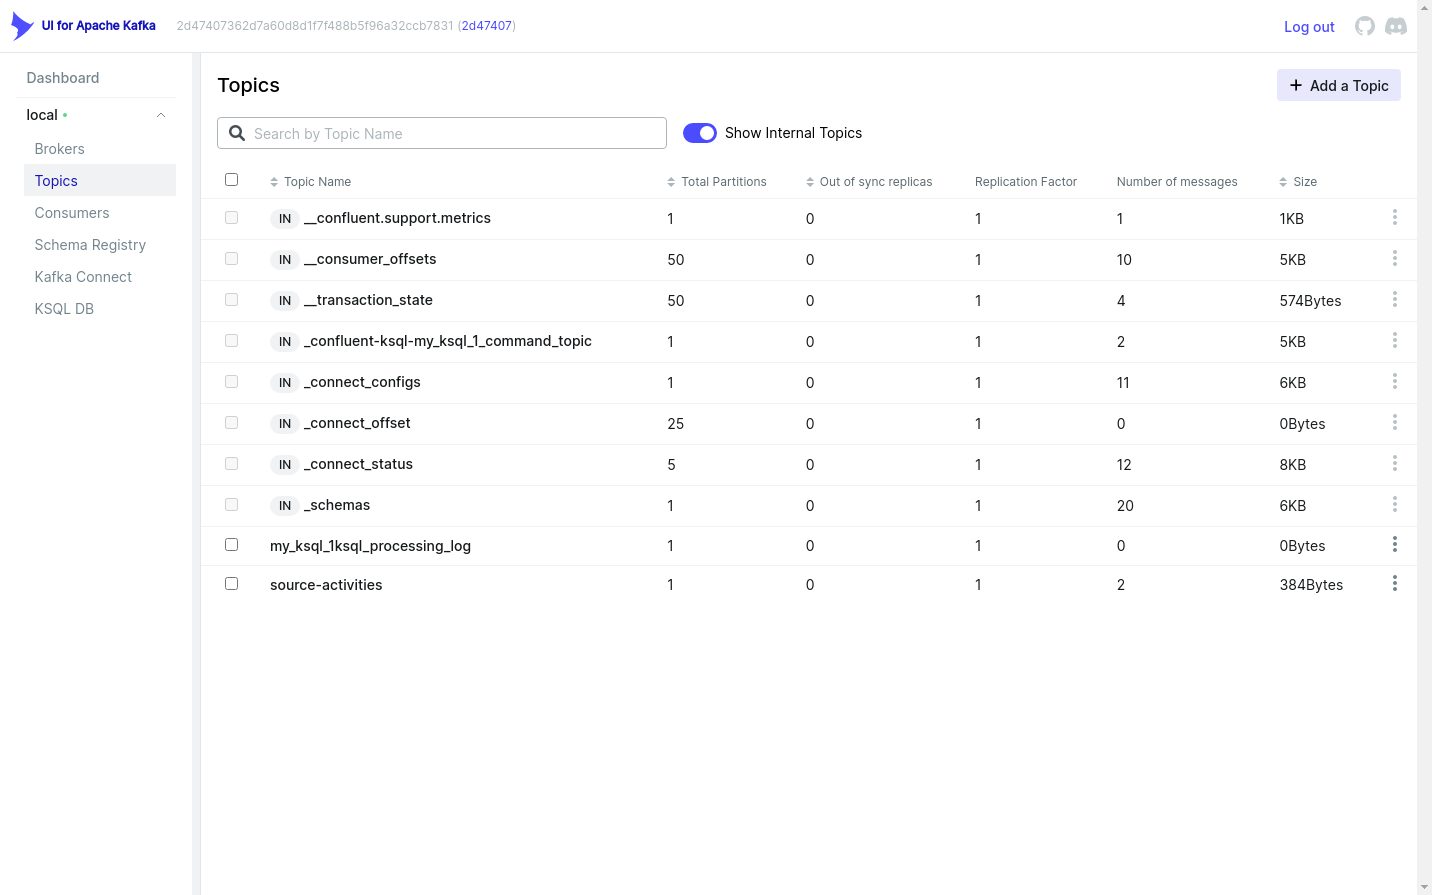 UI for Apache Kafka 2d47407362d7a60d8d1f7f488b5f96a32ccb7831 (2d47407) Log out
Dashboard
local
Brokers
Topics
Consumers
Schema Registry
Kafka Connect
KSQL DB
Topics
Add a Topic
Search by Topic Name Show Internal Topics
Topic Name Total Partitions Out of sync replicas Replication Factor Number of messages Size
IN __confluent.support.metrics 1 0 1 1 1KB
IN __consumer_offsets 50 0 1 10 5KB
IN __transaction_state 50 0 1 4 574Bytes
IN _confluent-ksql-my_ksql_1_command_topic 1 0 1 2 5KB
IN _connect_configs 1 0 1 11 6KB
IN _connect_offset 25 0 1 0 0Bytes
IN _connect_status 5 0 1 12 8KB
IN _schemas 1 0 1 20 6KB
my_ksql_1ksql_processing_log 1 0 1 0 0Bytes
source-activities 1 0 1 2 384Bytes